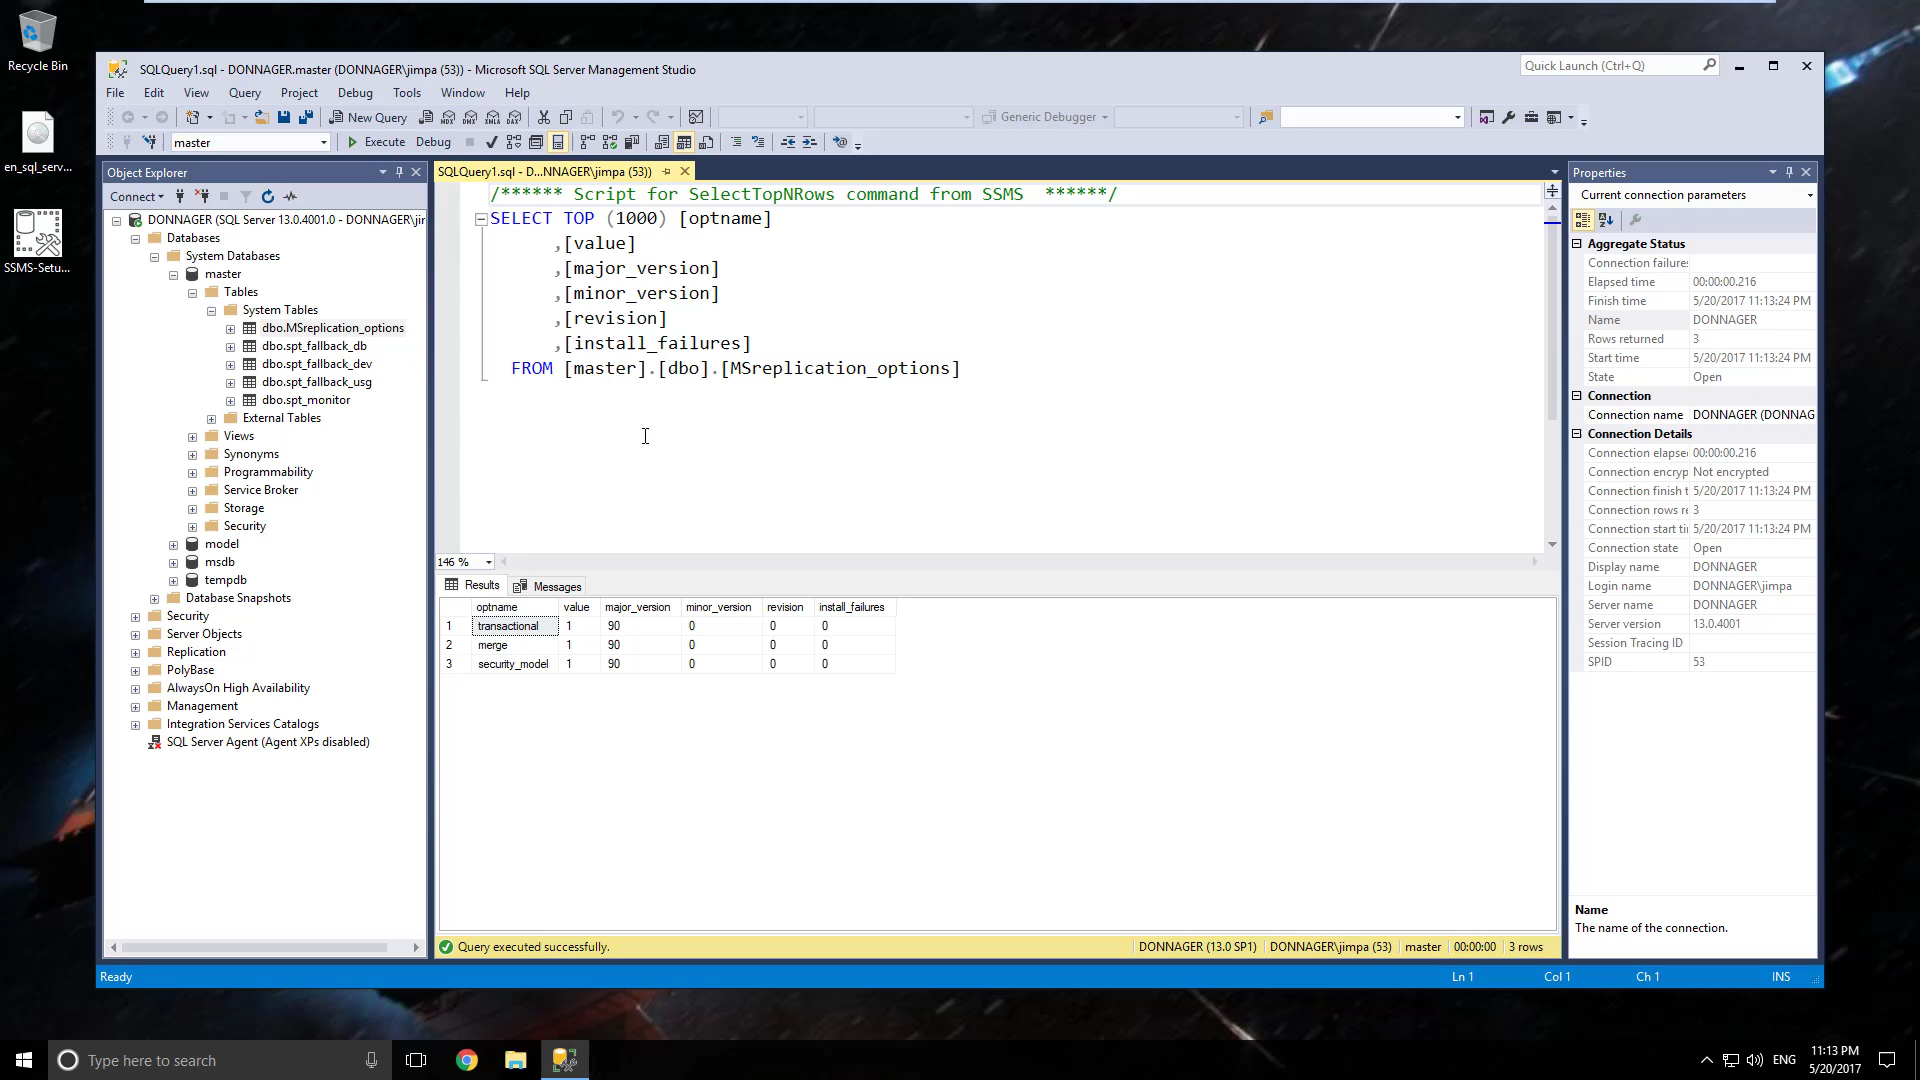 Recycle Bin
en_sql_serv...
SSMS-Setu...
SQLQuery1.sql - DONNAGER.master (DONNAGER\jimpa (53)) - Microsoft SQL Server Management Studio
Quick Launch (Ctrl+Q)
File Edit View Query Project Debug Tools Window Help
New Query
Generic Debugger
master
Execute Debug
Object Explorer
Connect
DONNAGER (SQL Server 13.0.4001.0 - DONNAGER\jir
Databases
System Databases
master
Tables
System Tables
dbo.MSreplication_options
dbo.spt_fallback_db
dbo.spt_fallback_dev
dbo.spt_fallback_usg
dbo.spt_monitor
External Tables
Views
Synonyms
Programmability
Service Broker
Storage
Security
model
msdb
tempdb
Database Snapshots
Security
Server Objects
Replication
PolyBase
AlwaysOn High Availability
Management
Integration Services Catalogs
SQL Server Agent (Agent XPs disabled)
SQLQuery1.sql - D...NNAGER\jimpa (53))
/****** Script for SelectTopNRows command from SSMS  ******/
SELECT TOP (1000) [optname]
,[value]
,[major_version]
,[minor_version]
,[revision]
,[install_failures]
FROM [master].[dbo].[MSreplication_options]
146 %
Results Messages
optname value major_version minor_version revision install_failures
1 transactional 1 90 0 0 0
2 merge 1 90 0 0 0
3 security_model 1 90 0 0 0
Query executed successfully.
DONNAGER (13.0 SP1) DONNAGER\jimpa (53) master 00:00:00 3 rows
Properties
Current connection parameters
Aggregate Status
Connection failures
Elapsed time 00:00:00.216
Finish time 5/20/2017 11:13:24 PM
Name DONNAGER
Rows returned 3
Start time 5/20/2017 11:13:24 PM
State Open
Connection
Connection name DONNAGER (DONNAG
Connection Details
Connection elapse 00:00:00.216
Connection encryp Not encrypted
Connection finish t 5/20/2017 11:13:24 PM
Connection rows re 3
Connection start ti 5/20/2017 11:13:24 PM
Connection state Open
Display name DONNAGER
Login name DONNAGER\jimpa
Server name DONNAGER
Server version 13.0.4001
Session Tracing ID
SPID 53
Name
The name of the connection.
Ready
Ln 1 Col 1 Ch 1 INS
Type here to search
ENG
11:13 PM
5/20/2017